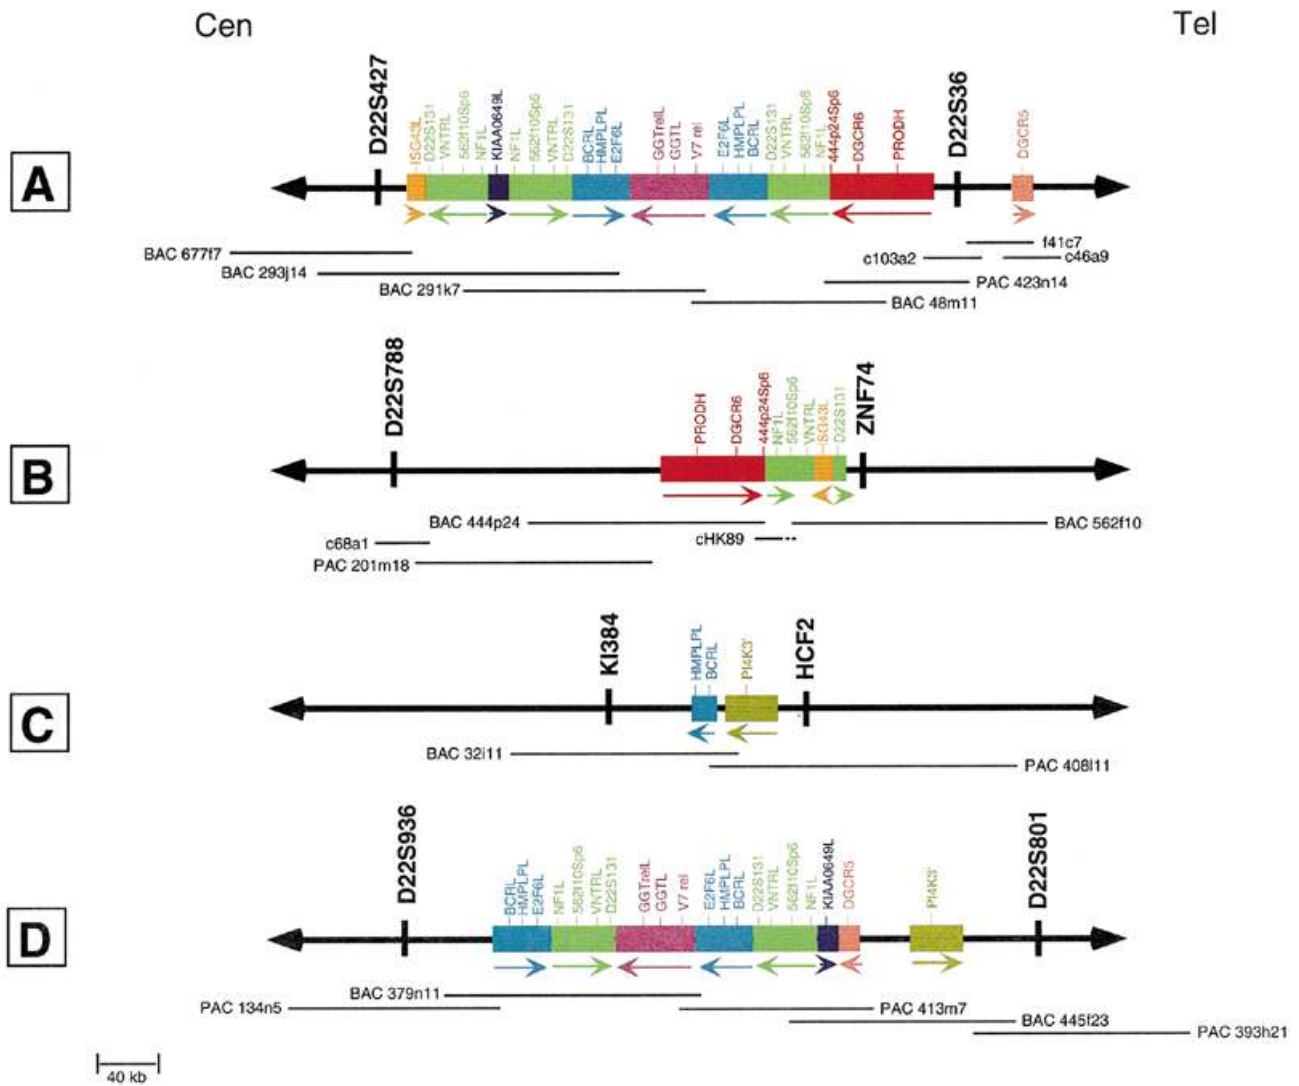 Cen Tel
A
D22S427
ISG43L
D22S131
VNTRL
562f10Sp6
NF1L
KIAA0649L
NF1L
562f10Sp6
VNTRL
D22S131
BCRL
HMPLPL
E2F6L
GGTrelL
GGTL
V7 rel
E2F6L
HMPLPL
BCRL
D22S131
VNTRL
562f10Sp6
NF1L
444p24Sp6
DGCR6
PRODH
D22S36
DGCR5
BAC 677f7
f41c7
c103a2
c46a9
BAC 293j14
PAC 423n14
BAC 291k7
BAC 48m11
B
D22S788
PRODH
DGCR6
444p24Sp6
NF1L
562f10Sp6
VNTRL
ISG43L
D22S131
ZNF74
BAC 444p24
BAC 562f10
cHK89
c68a1
PAC 201m18
C
KI384
HMPLPL
BCRL
PI4K3'
HCF2
BAC 32i11
PAC 408l11
D
D22S936
BCRL
HMPLPL
E2F6L
NF1L
562f10Sp6
VNTRL
D22S131
GGTrelL
GGTL
V7 rel
E2F6L
HMPLPL
BCRL
D22S131
VNTRL
562f10Sp6
NF1L
KIAA0649L
DGCR5
PI4K3'
D22S801
BAC 379n11
PAC 134n5
PAC 413m7
BAC 445f23
PAC 393h21
40 kb